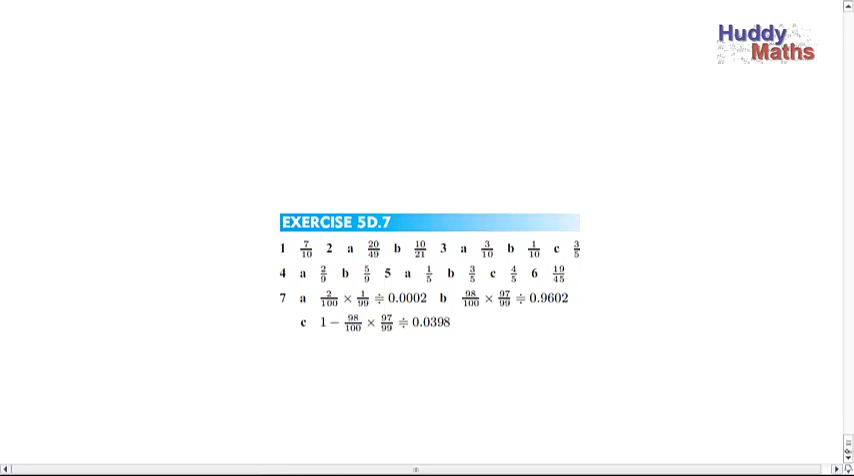 Huddy
Maths
EXERCISE 5D.7
1 7/10 2 a 20/49 b 10/21 3 a 3/10 b 1/10 c 3/5
4 a 2/9 b 5/9 5 a 1/5 b 3/5 c 4/5 6 19/45
7 a 2/100 × 1/99 ≑ 0.0002 b 98/100 × 97/99 ≑ 0.9602
c 1 − 98/100 × 97/99 ≑ 0.0398